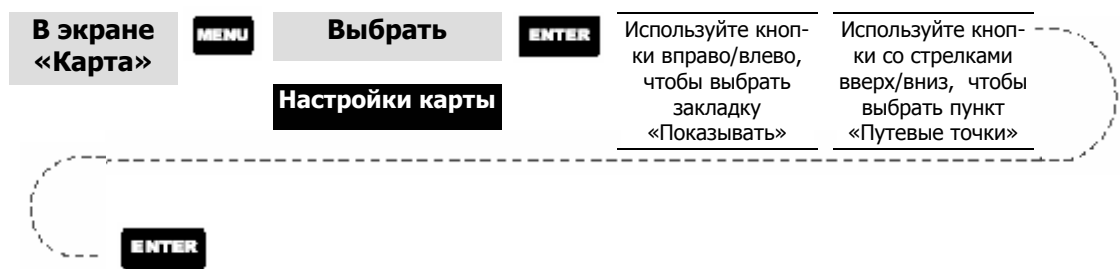 В экране
«Карта»
MENU
Выбрать
Настройки карты
ENTER
Используйте кноп-
ки вправо/влево,
чтобы выбрать
закладку
«Показывать»
Используйте кноп-
ки со стрелками
вверх/вниз, чтобы
выбрать пункт
«Путевые точки»
ENTER